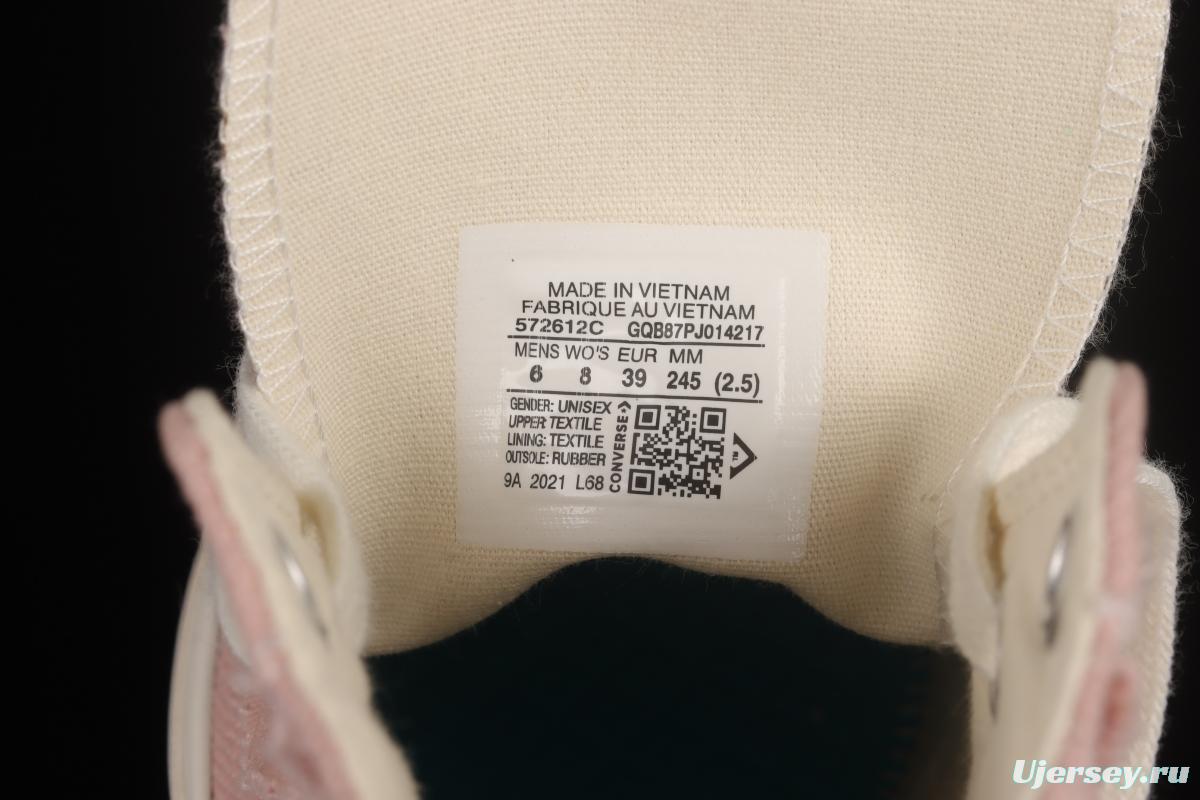 MADE IN VIETNAM
FABRIQUE AU VIETNAM
572612C GQB87PJ014217
MENS WO'S EUR MM
6 8 39 245 (2.5)
GENDER: UNISEX
UPPER: TEXTILE
LINING: TEXTILE
OUTSOLE: RUBBER
9A 2021 L68
CONVERSE
TM
Ujersey.ru